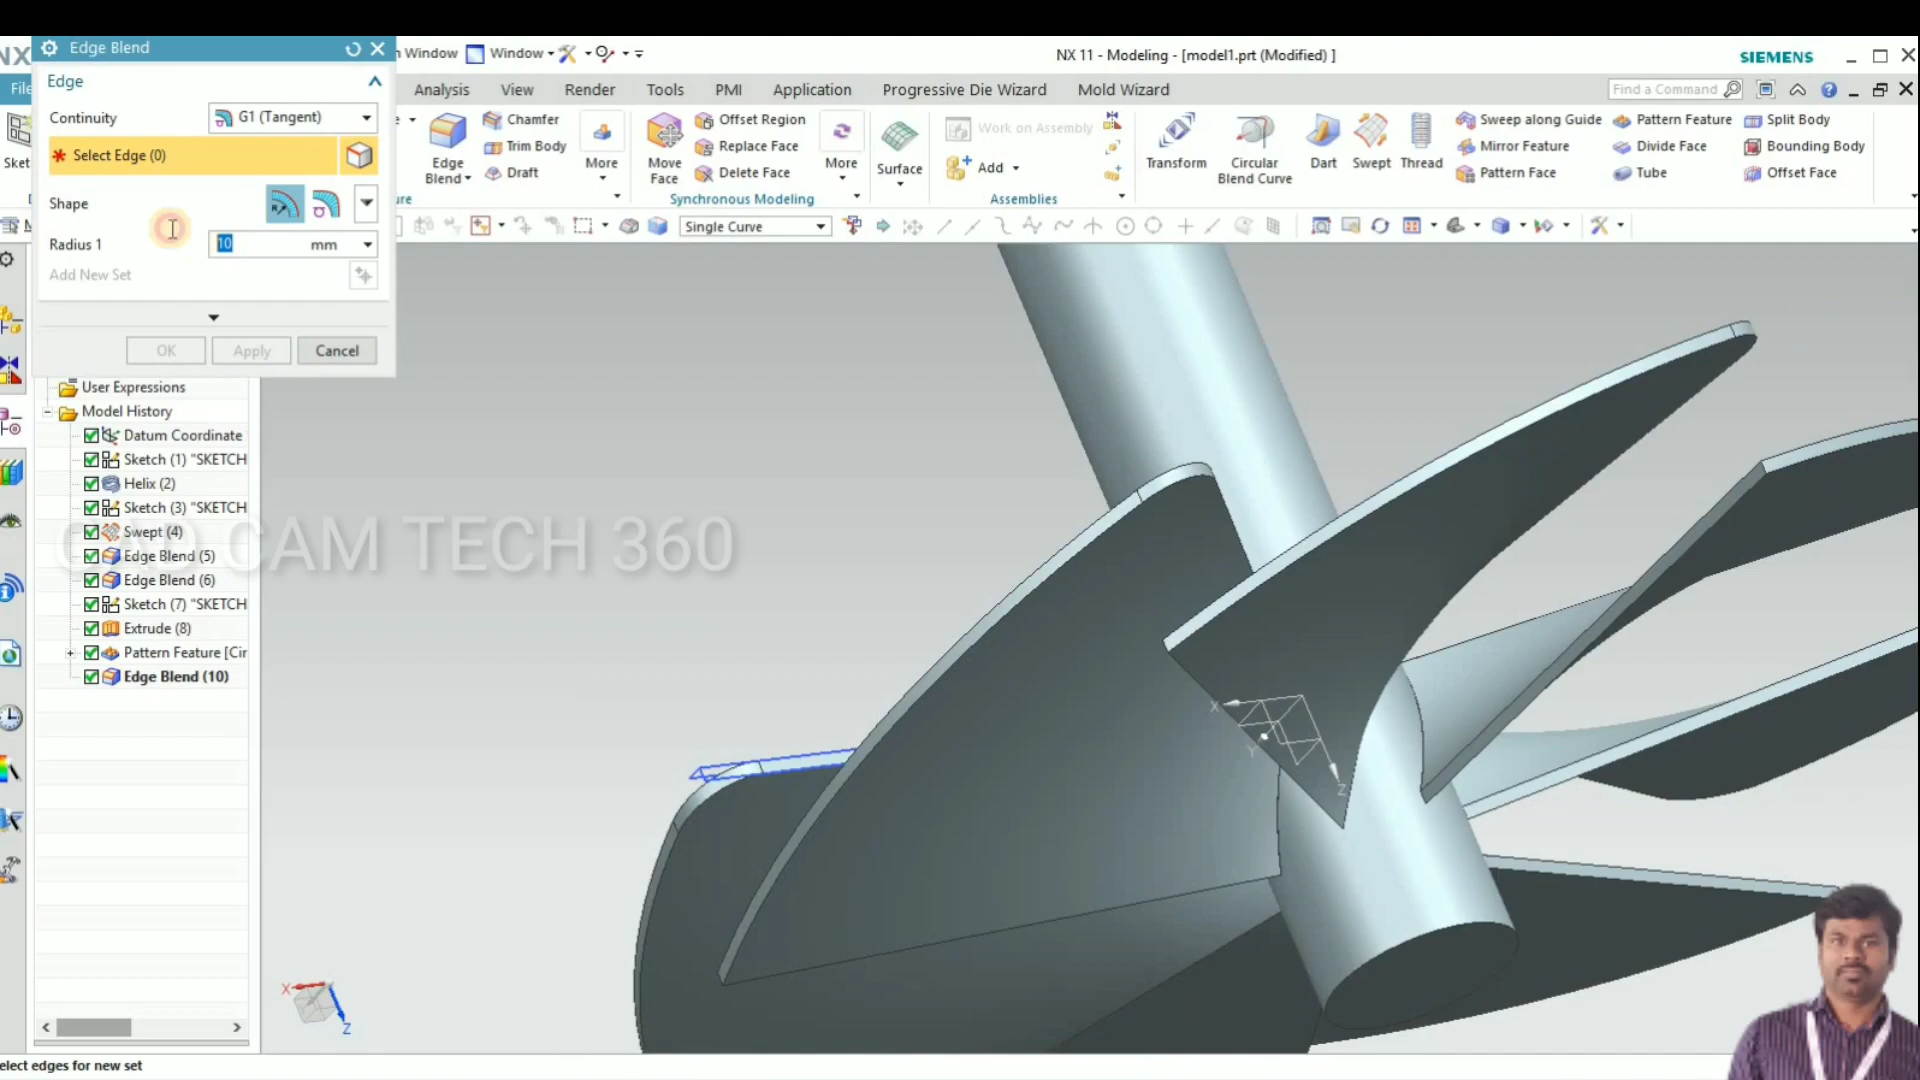 NX
Edge Blend
n Window
Window
NX 11 - Modeling - [model1.prt (Modified) ]
SIEMENS
File
Edge
Analysis
View
Render
Tools
PMI
Application
Progressive Die Wizard
Mold Wizard
Find a Command
Continuity
G1 (Tangent)
* Select Edge (0)
Shape
Radius 1
10
mm
Add New Set
OK
Apply
Cancel
Sket
Edge Blend
Chamfer
Trim Body
Draft
More
Move Face
Offset Region
Replace Face
Delete Face
More
Surface
Work on Assembly
Add
Transform
Circular Blend Curve
Dart
Swept
Thread
Sweep along Guide
Mirror Feature
Pattern Face
Pattern Feature
Divide Face
Tube
Split Body
Bounding Body
Offset Face
ure
Synchronous Modeling
Assemblies
M
Single Curve
User Expressions
Model History
Datum Coordinate
Sketch (1) "SKETCH
Helix (2)
Sketch (3) "SKETCH
Swept (4)
Edge Blend (5)
Edge Blend (6)
Sketch (7) "SKETCH
Extrude (8)
Pattern Feature [Cir
Edge Blend (10)
CAD CAM TECH 360
X
Y
Z
X
Z
elect edges for new set